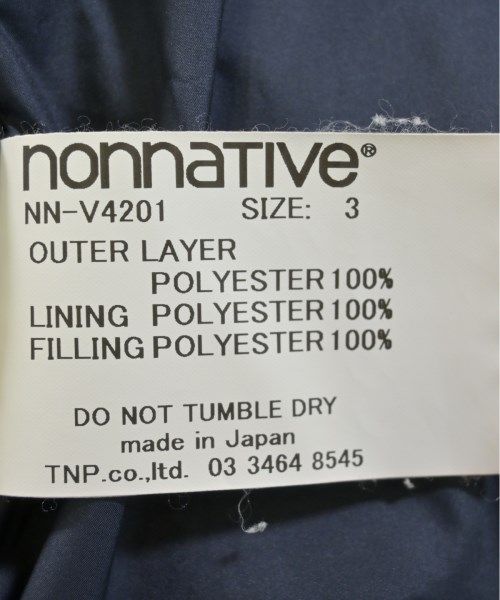 nonnative®
NN-V4201 SIZE: 3
OUTER LAYER
POLYESTER 100%
LINING POLYESTER 100%
FILLING POLYESTER 100%
DO NOT TUMBLE DRY
made in Japan
TNP.co.,ltd. 03 3464 8545